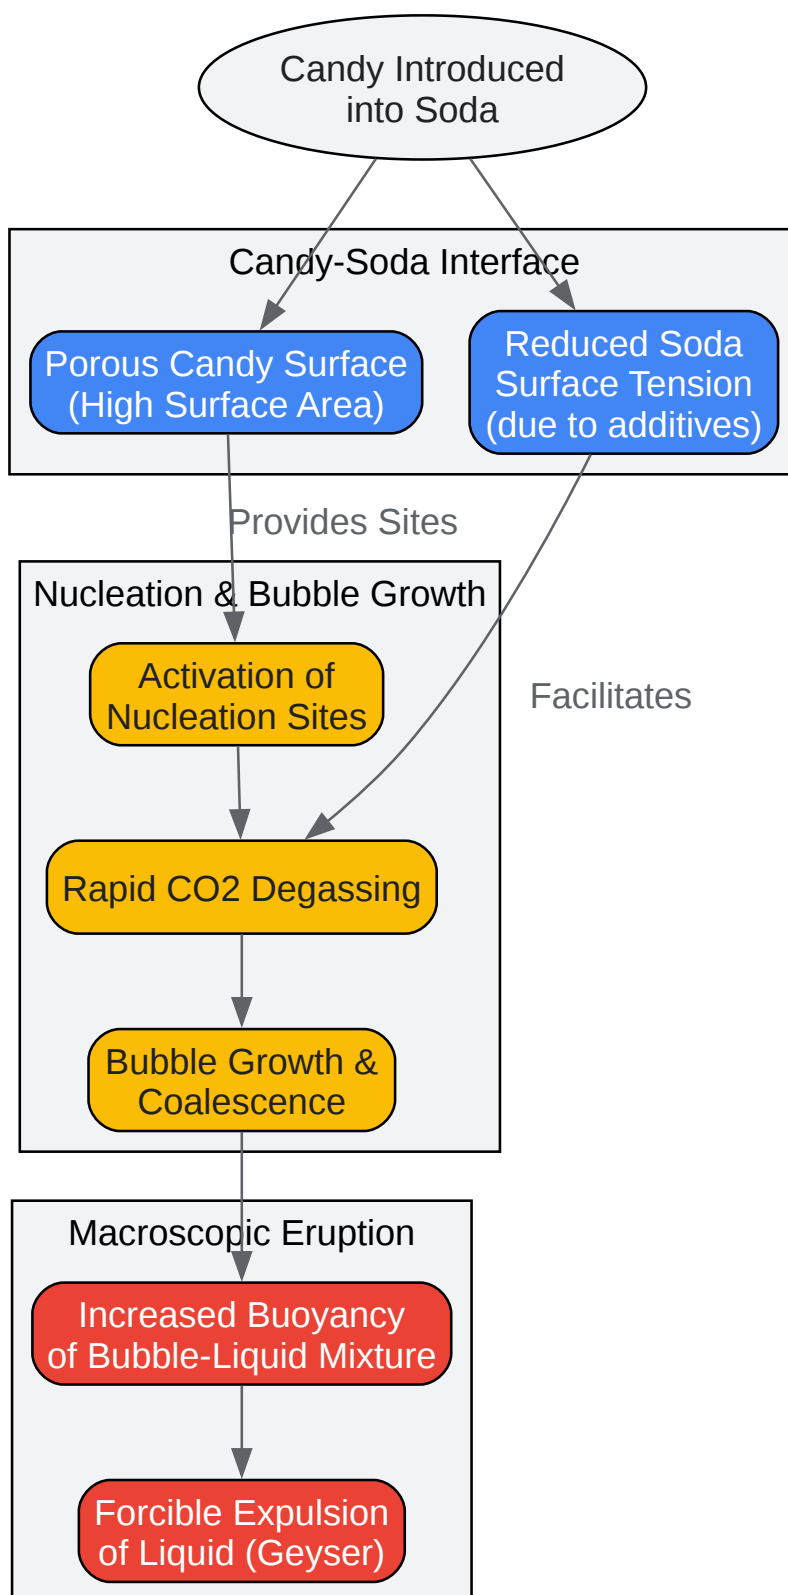 Candy Introduced
into Soda
Candy-Soda Interface
Porous Candy Surface
(High Surface Area)
Reduced Soda
Surface Tension
(due to additives)
Provides Sites
Nucleation & Bubble Growth
Activation of
Nucleation Sites
Facilitates
Rapid CO2 Degassing
Bubble Growth &
Coalescence
Macroscopic Eruption
Increased Buoyancy
of Bubble-Liquid Mixture
Forcible Expulsion
of Liquid (Geyser)